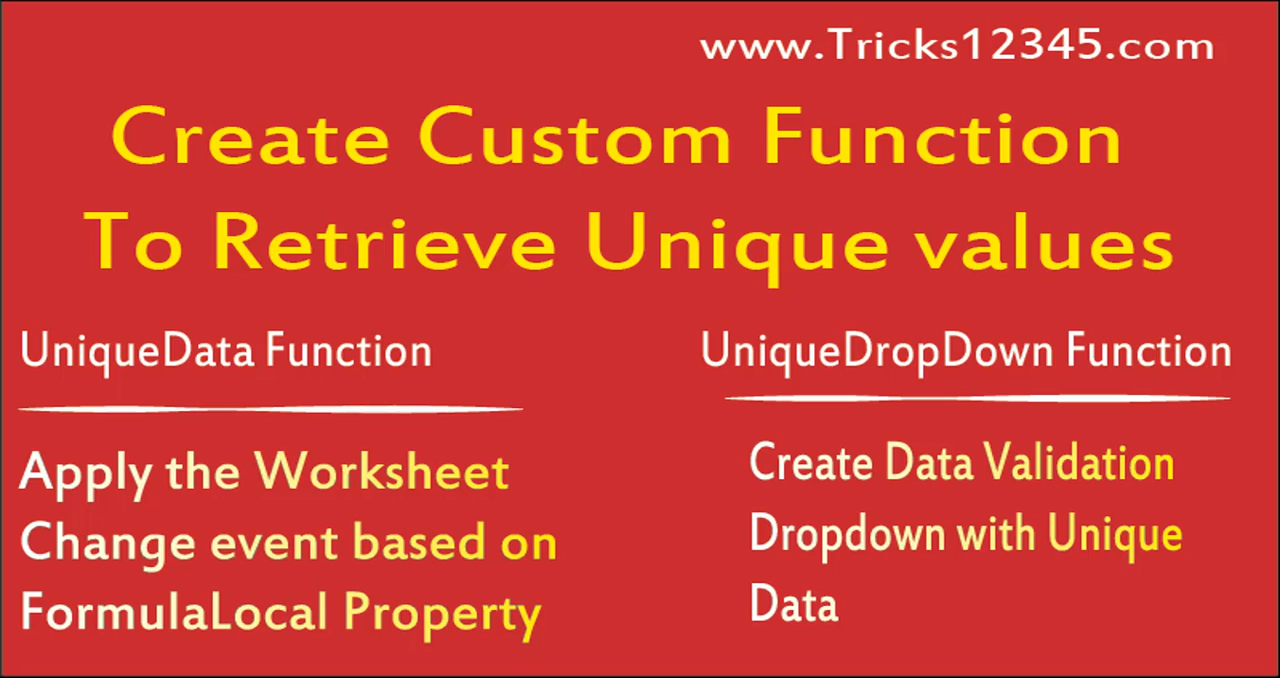 www.Tricks12345.com
Create Custom Function
To Retrieve Unique values
UniqueData Function
Apply the Worksheet
Change event based on
FormulaLocal Property
UniqueDropDown Function
Create Data Validation
Dropdown with Unique
Data